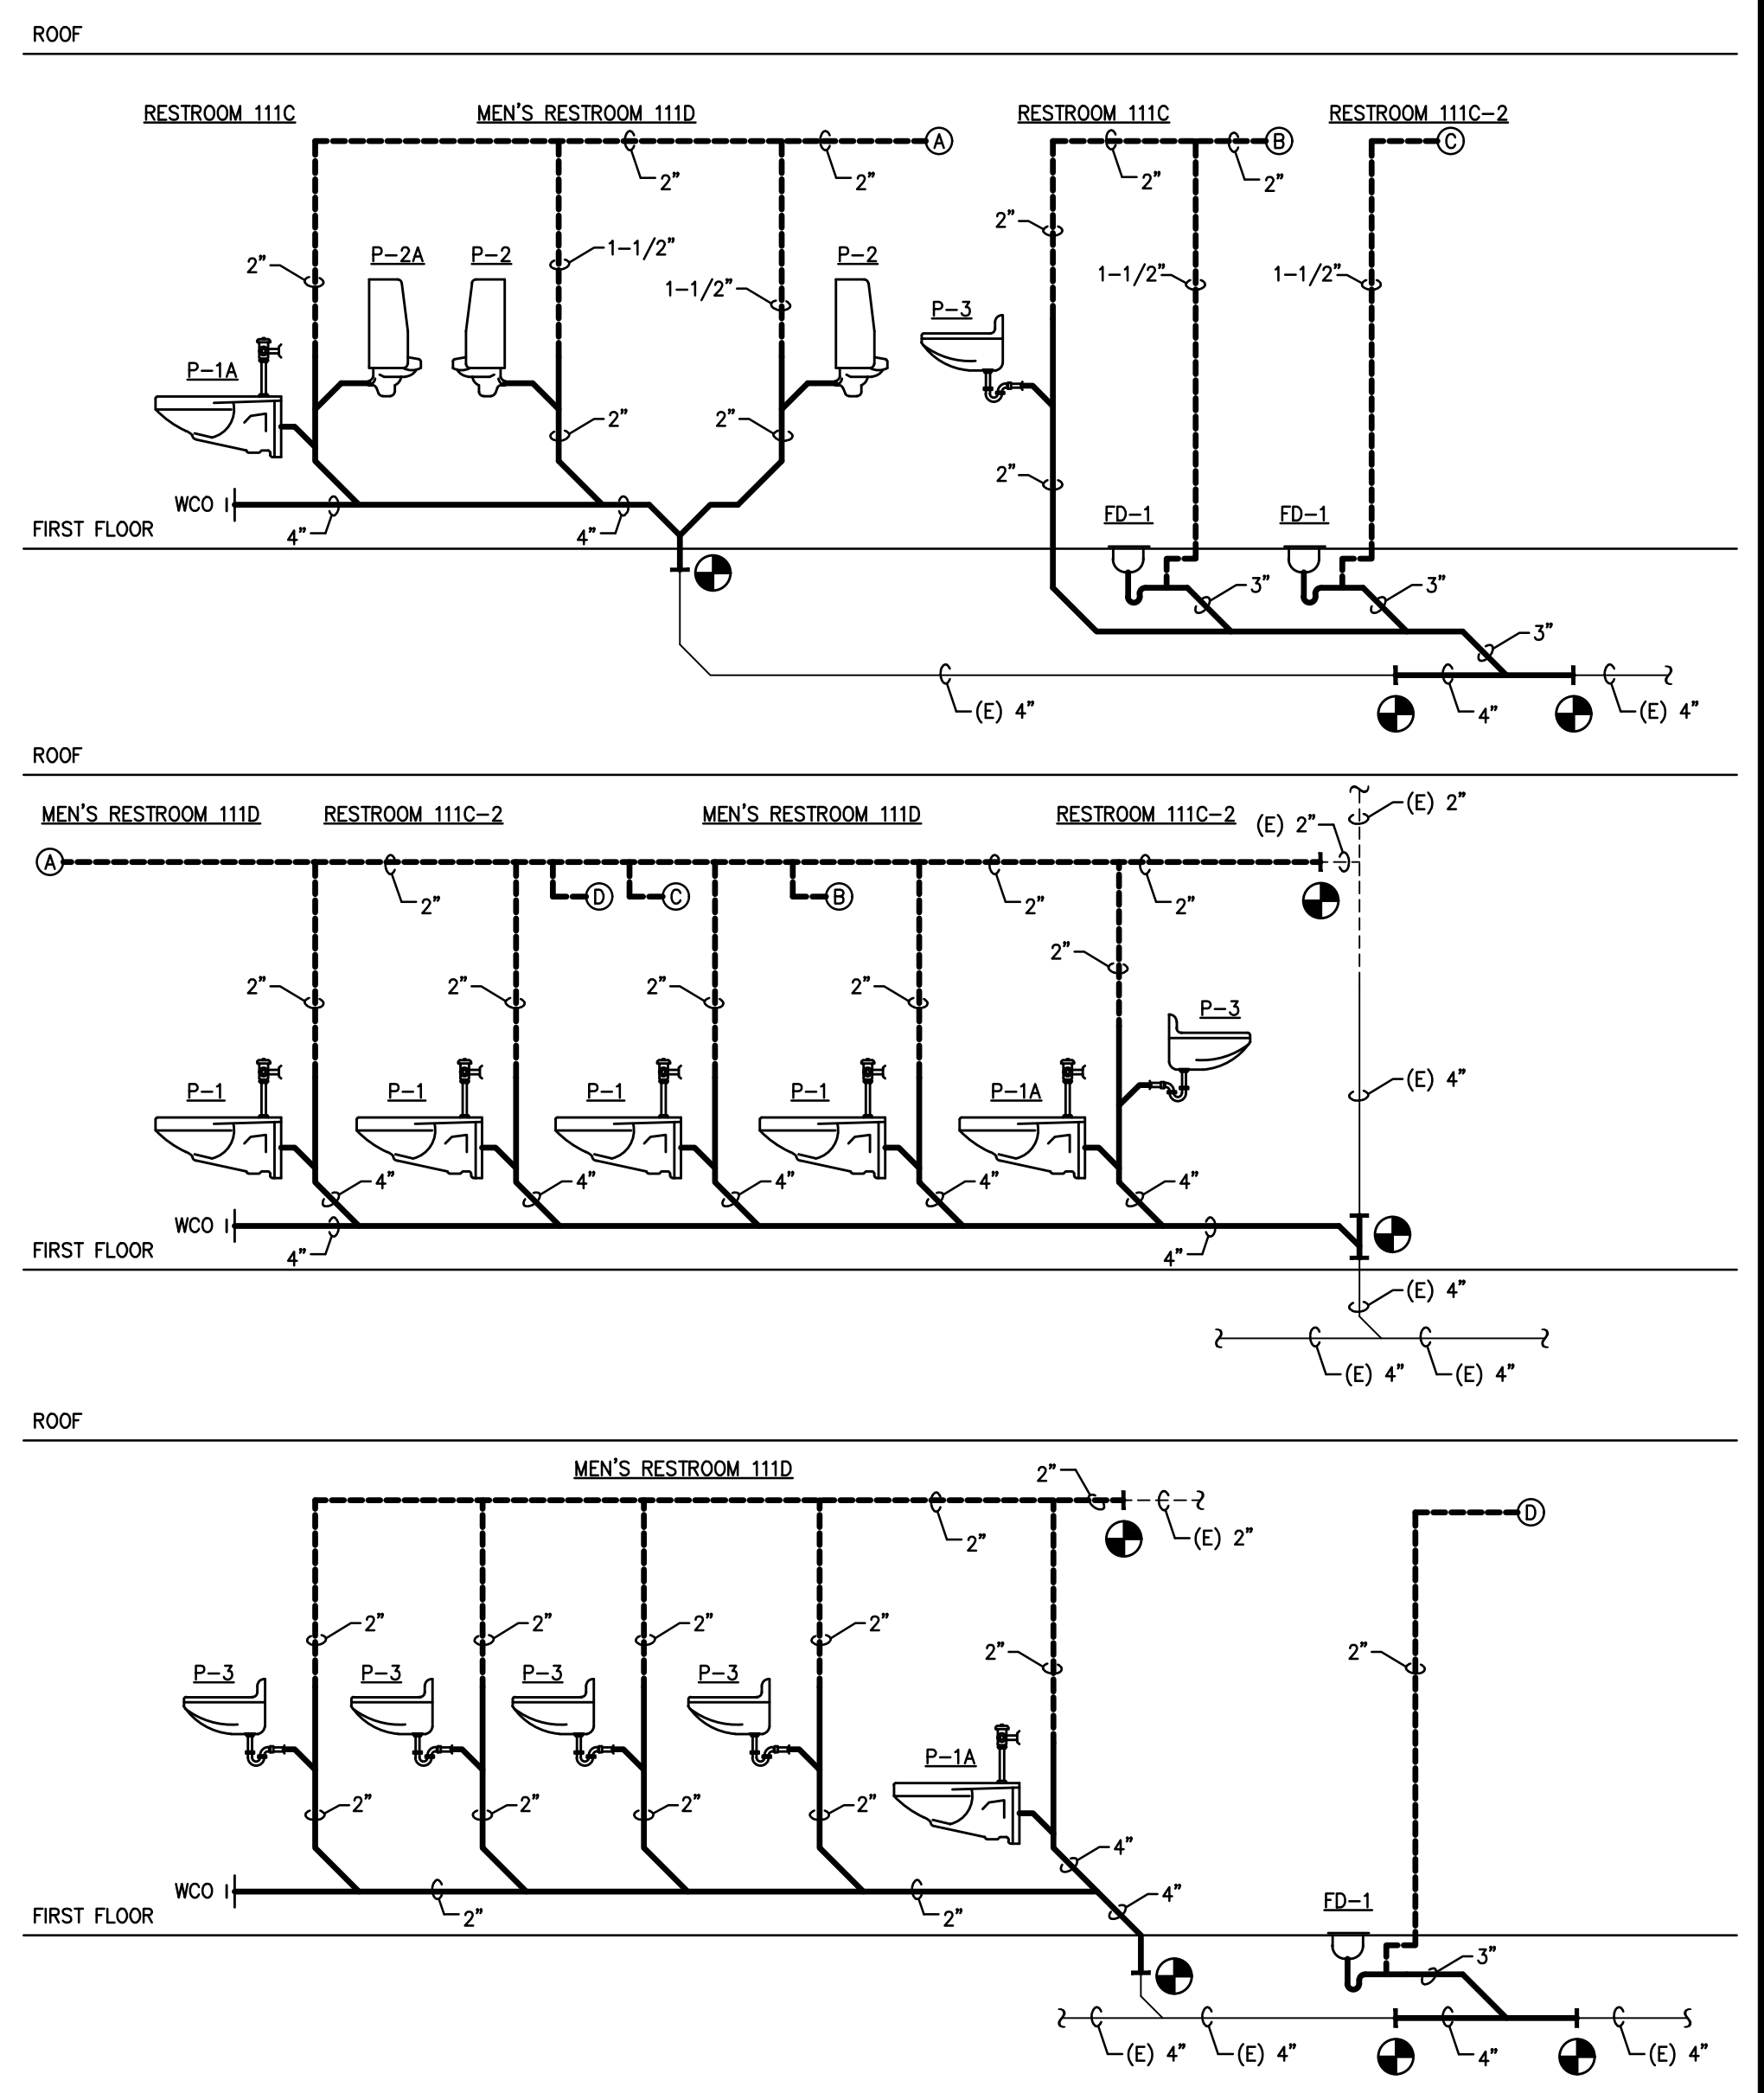 ROOF
RESTROOM 111C
MEN'S RESTROOM 111D
RESTROOM 111C
RESTROOM 111C-2
A
B
C
2"
2"
2"
2"
2"
P-2A
P-2
1-1/2"
P-2
2"
1-1/2"
1-1/2"
1-1/2"
P-3
P-1A
2"
2"
2"
WCO
FD-1
FD-1
FIRST FLOOR
4"
4"
3"
3"
3"
(E) 4"
4"
(E) 4"
ROOF
MEN'S RESTROOM 111D
RESTROOM 111C-2
MEN'S RESTROOM 111D
RESTROOM 111C-2
(E) 2"
(E) 2"
A
D
C
B
2"
2"
2"
2"
2"
2"
2"
2"
P-3
P-1
P-1
P-1
P-1
P-1A
(E) 4"
4"
4"
4"
4"
4"
WCO
FIRST FLOOR
4"
4"
(E) 4"
(E) 4"
(E) 4"
ROOF
MEN'S RESTROOM 111D
2"
D
2"
(E) 2"
2"
2"
2"
2"
2"
2"
P-3
P-3
P-3
P-3
P-1A
2"
2"
2"
2"
4"
WCO
4"
FD-1
FIRST FLOOR
2"
2"
3"
(E) 4"
(E) 4"
4"
(E) 4"